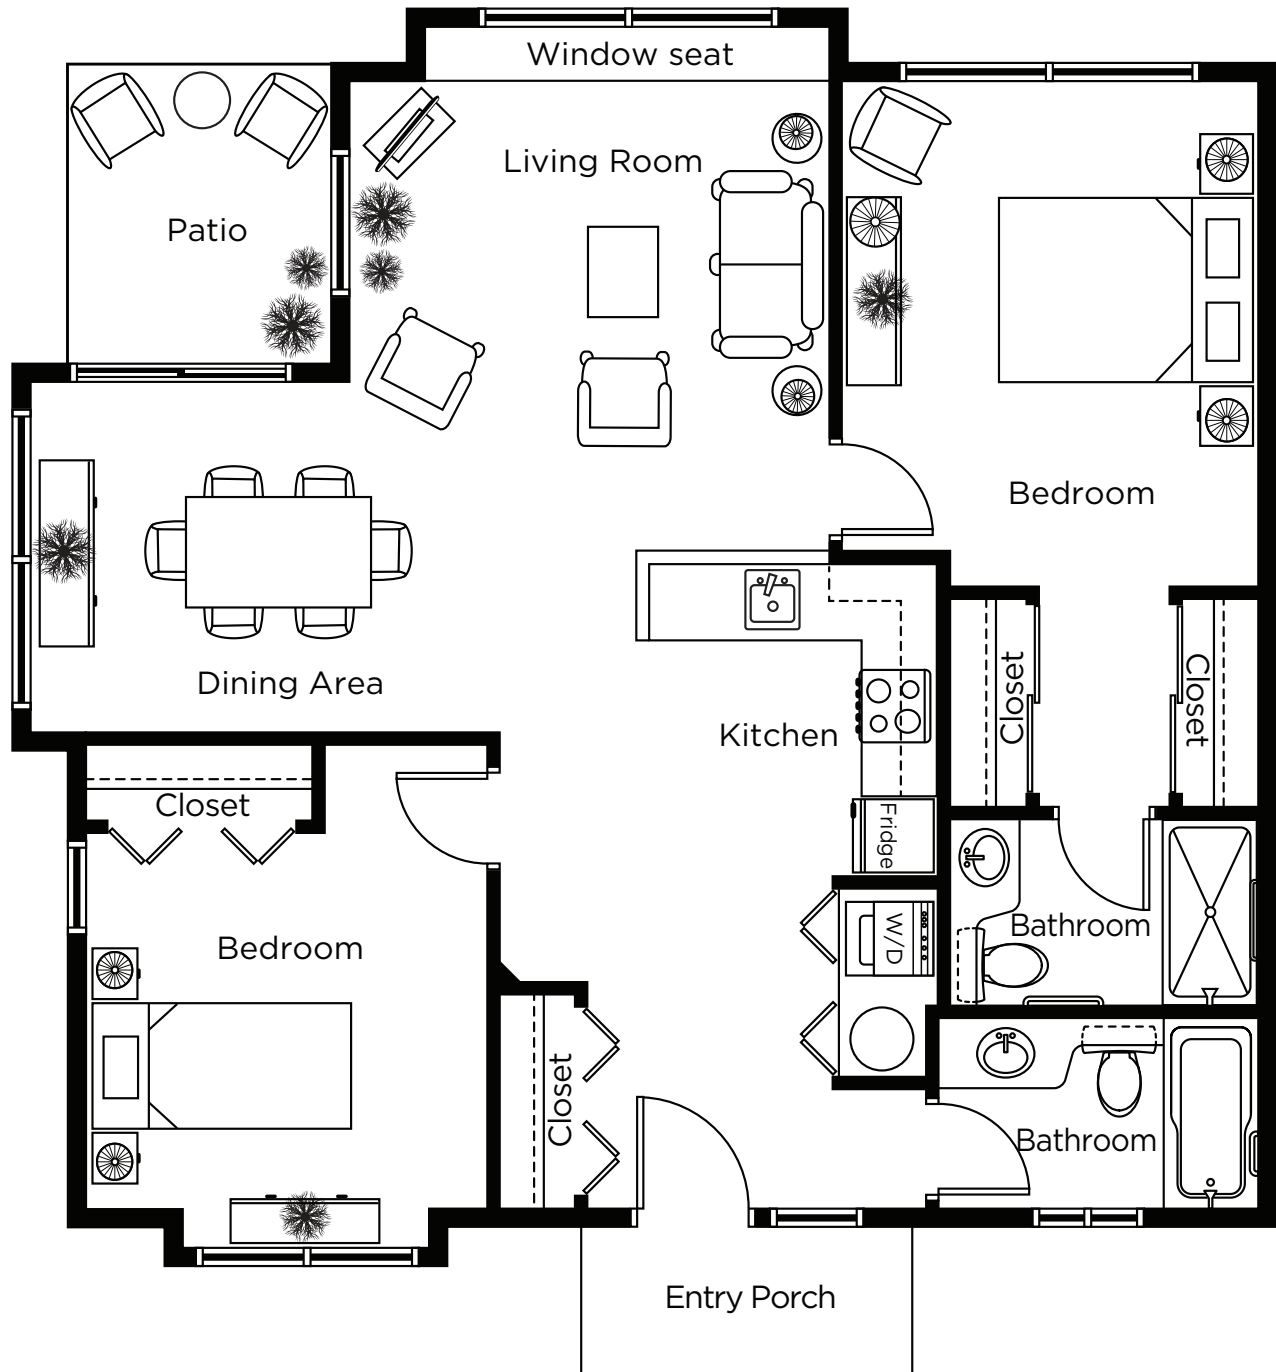 Window seat
Living Room
Patio
Bedroom
Dining Area
Kitchen
Closet
Closet
Closet
Fridge
Bedroom
W/D
Bathroom
Closet
Bathroom
Entry Porch